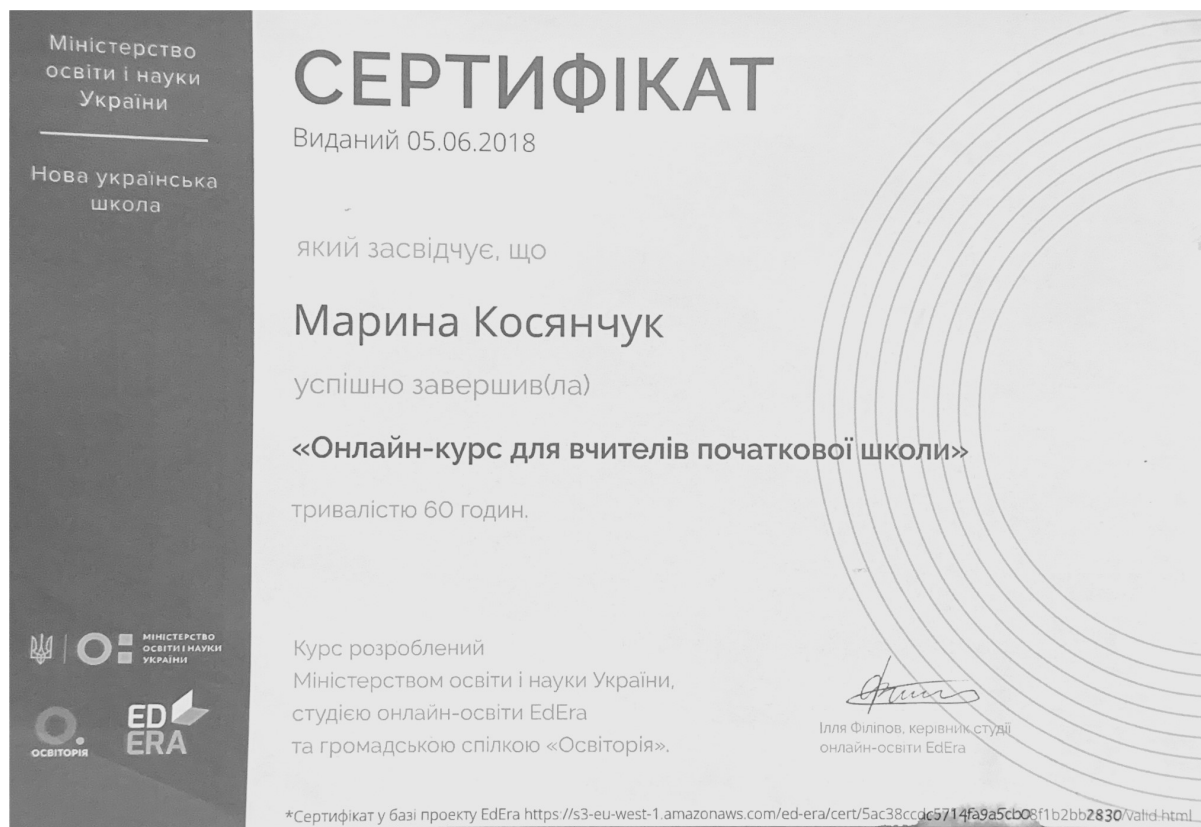 Міністерство
освіти і науки
України
Нова українська
школа
СЕРТИФІКАТ
Виданий 05.06.2018
який засвідчує, що
Марина Косянчук
успішно завершив(ла)
«Онлайн-курс для вчителів початкової школи»
тривалістю 60 годин.
МІНІСТЕРСТВО
ОСВІТИ І НАУКИ
УКРАЇНИ
ОСВІТОРІЯ
ED
ERA
Курс розроблений
Міністерством освіти і науки України,
студією онлайн-освіти EdEra
та громадською спілкою «Освіторія».
Ілля Філіпов, керівник студії
онлайн-освіти EdEra
*Сертифікат у базі проекту EdEra https://s3-eu-west-1.amazonaws.com/ed-era/cert/5ac38ccdc5714fa9a5cb08f1b2bb2830/valid.html